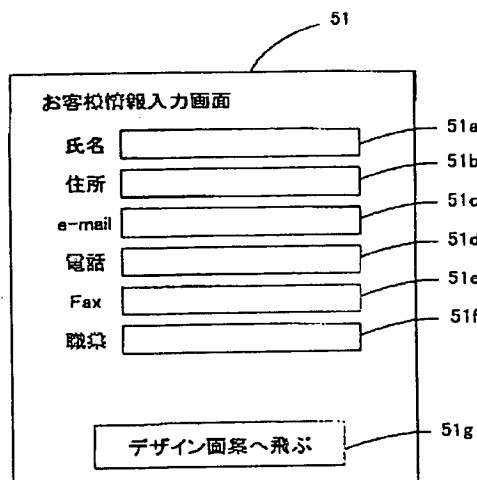 51
お客様情報入力画面
氏名 51a
住所 51b
e-mail 51c
電話 51d
Fax 51e
職業 51f
デザイン画祭へ飛ぶ 51g